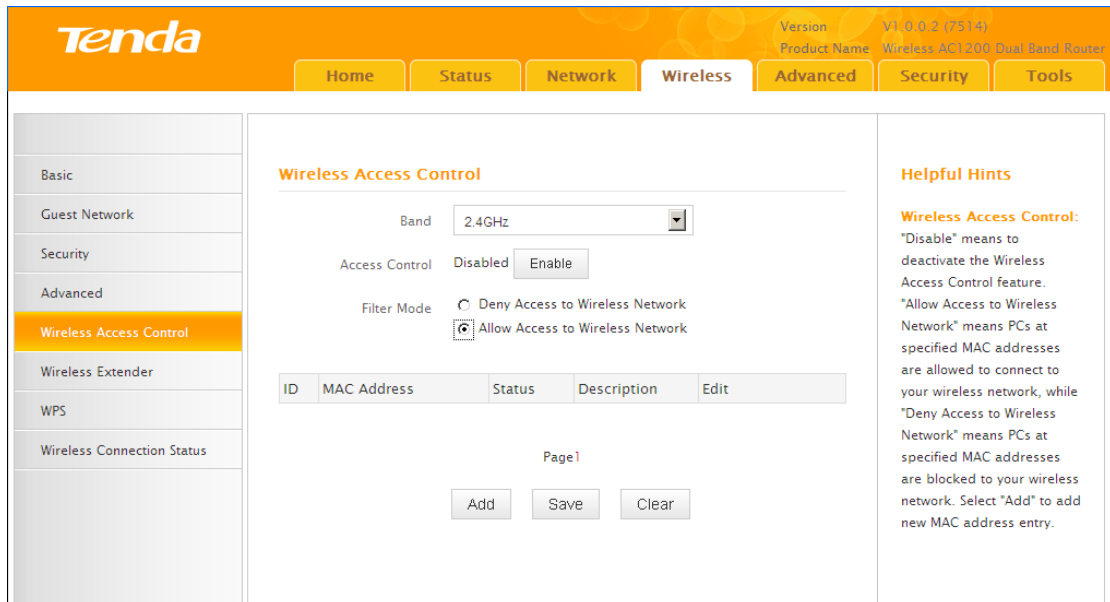 Tenda
Version V1.0.0.2 (7514)
Product Name Wireless AC1200 Dual Band Router
Home Status Network Wireless Advanced Security Tools
Basic
Guest Network
Security
Advanced
Wireless Access Control
Wireless Extender
WPS
Wireless Connection Status
Wireless Access Control
Band 2.4GHz
Access Control Disabled Enable
Filter Mode Deny Access to Wireless Network
Allow Access to Wireless Network
ID MAC Address Status Description Edit
Page1
Add Save Clear
Helpful Hints
Wireless Access Control:
"Disable" means to
deactivate the Wireless
Access Control feature.
"Allow Access to Wireless
Network" means PCs at
specified MAC addresses
are allowed to connect to
your wireless network, while
"Deny Access to Wireless
Network" means PCs at
specified MAC addresses
are blocked to your wireless
network. Select "Add" to add
new MAC address entry.